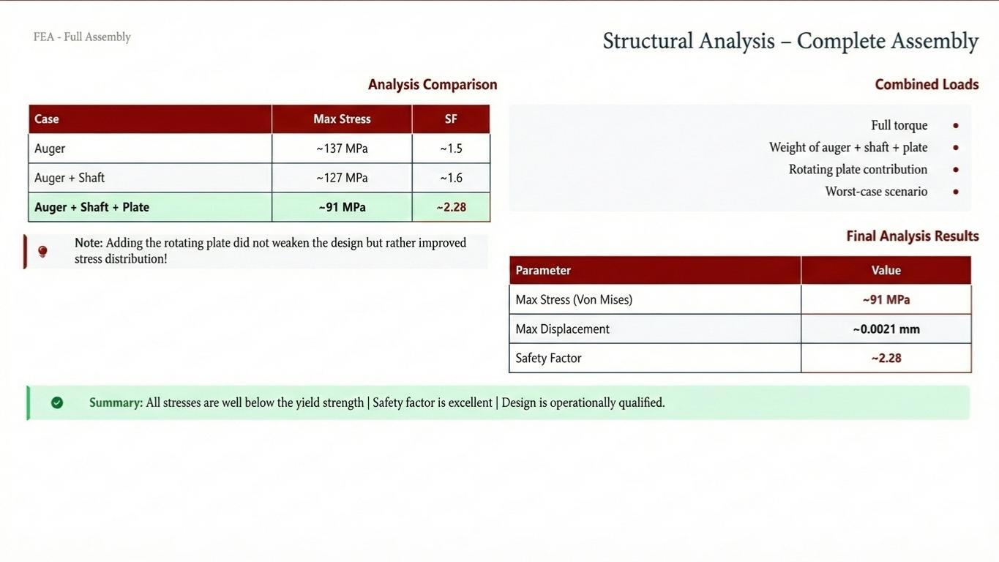 FEA - Full Assembly
Structural Analysis – Complete Assembly
Analysis Comparison
Case Max Stress SF
Auger ~137 MPa ~1.5
Auger + Shaft ~127 MPa ~1.6
Auger + Shaft + Plate ~91 MPa ~2.28
Note: Adding the rotating plate did not weaken the design but rather improved
stress distribution!
Combined Loads
Full torque •
Weight of auger + shaft + plate •
Rotating plate contribution •
Worst-case scenario •
Final Analysis Results
Parameter Value
Max Stress (Von Mises) ~91 MPa
Max Displacement ~0.0021 mm
Safety Factor ~2.28
Summary: All stresses are well below the yield strength | Safety factor is excellent | Design is operationally qualified.